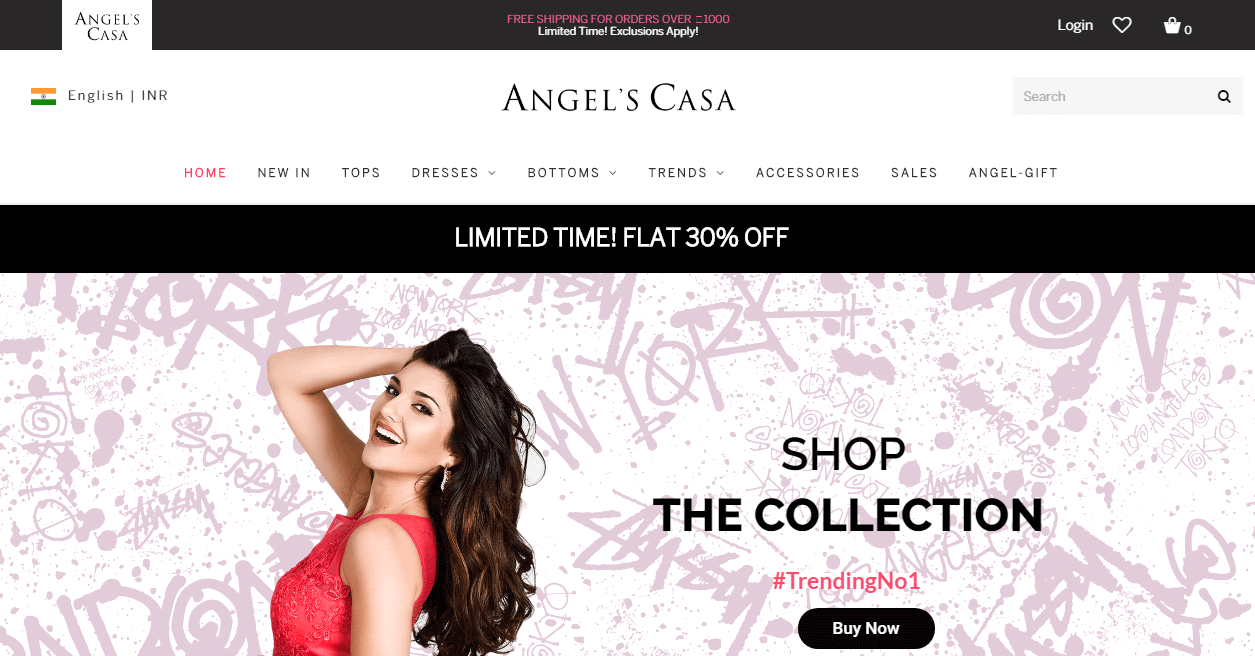 ANGEL'S
CASA
FREE SHIPPING FOR ORDERS OVER 1000
Limited Time! Exclusions Apply!
Login
0
English | INR
ANGEL'S CASA
Search
HOME
NEW IN
TOPS
DRESSES
BOTTOMS
TRENDS
ACCESSORIES
SALES
ANGEL-GIFT
LIMITED TIME! FLAT 30% OFF
SHOP
THE COLLECTION
#TrendingNo1
Buy Now